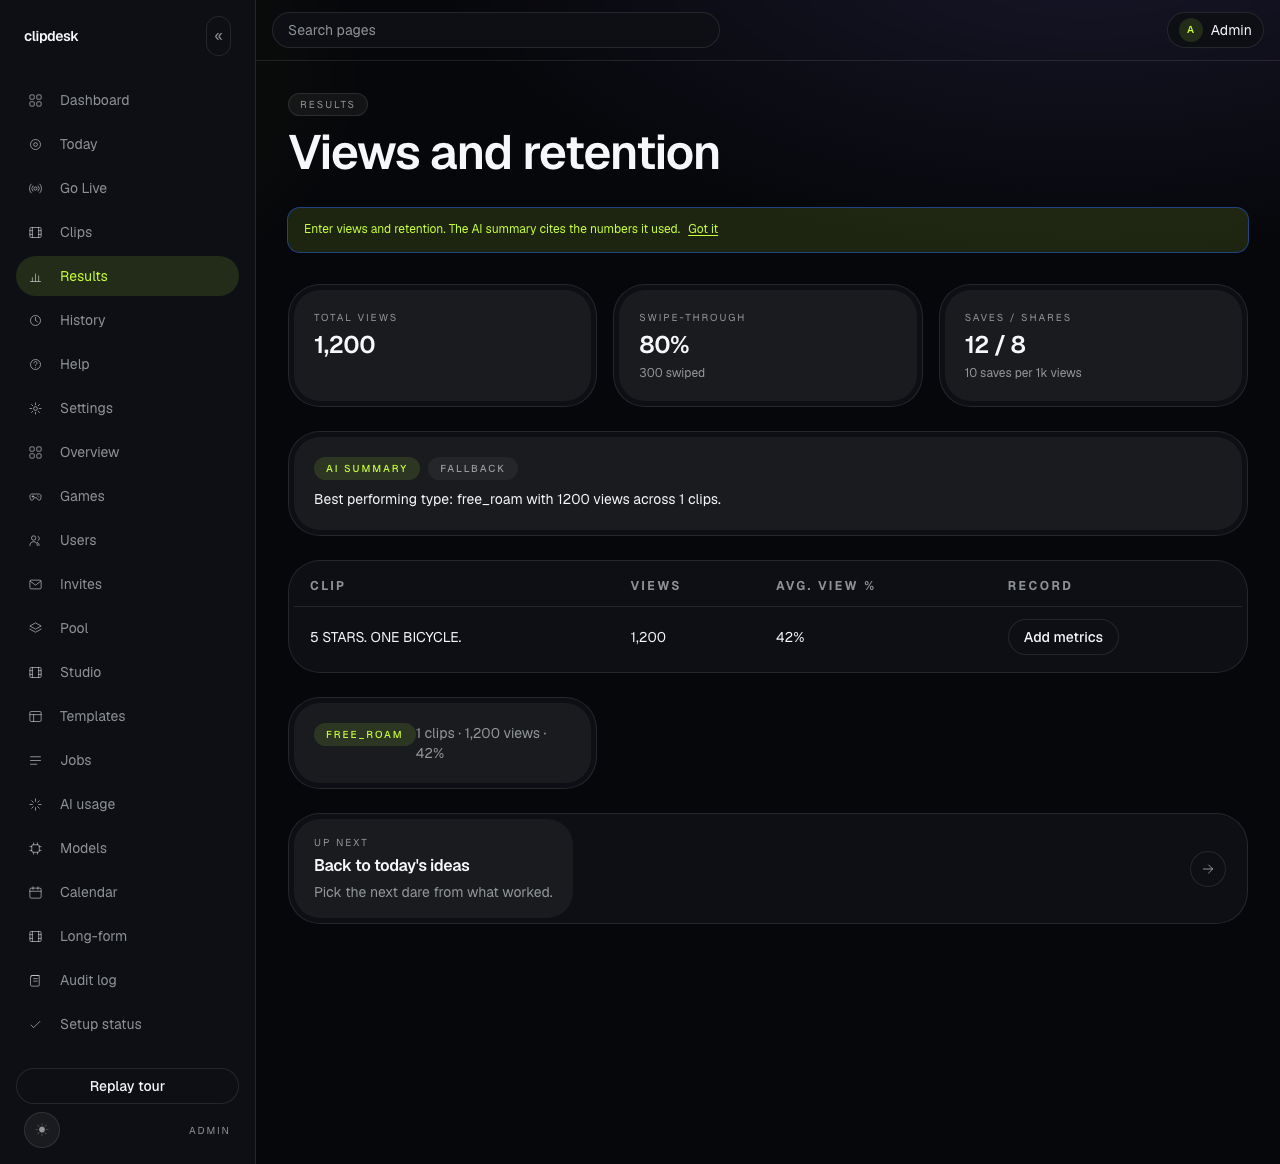 clipdesk
«
Search pages
A
Admin
Dashboard
Today
Go Live
Clips
Results
History
Help
Settings
Overview
Games
Users
Invites
Pool
Studio
Templates
Jobs
AI usage
Models
Calendar
Long-form
Audit log
Setup status
Replay tour
ADMIN
RESULTS
Views and retention
Enter views and retention. The AI summary cites the numbers it used. Got it
TOTAL VIEWS
1,200
SWIPE-THROUGH
80%
300 swiped
SAVES / SHARES
12 / 8
10 saves per 1k views
AI SUMMARY
FALLBACK
Best performing type: free_roam with 1200 views across 1 clips.
CLIP VIEWS AVG. VIEW % RECORD
5 STARS. ONE BICYCLE. 1,200 42% Add metrics
FREE_ROAM 1 clips · 1,200 views ·
42%
UP NEXT
Back to today's ideas
Pick the next dare from what worked.